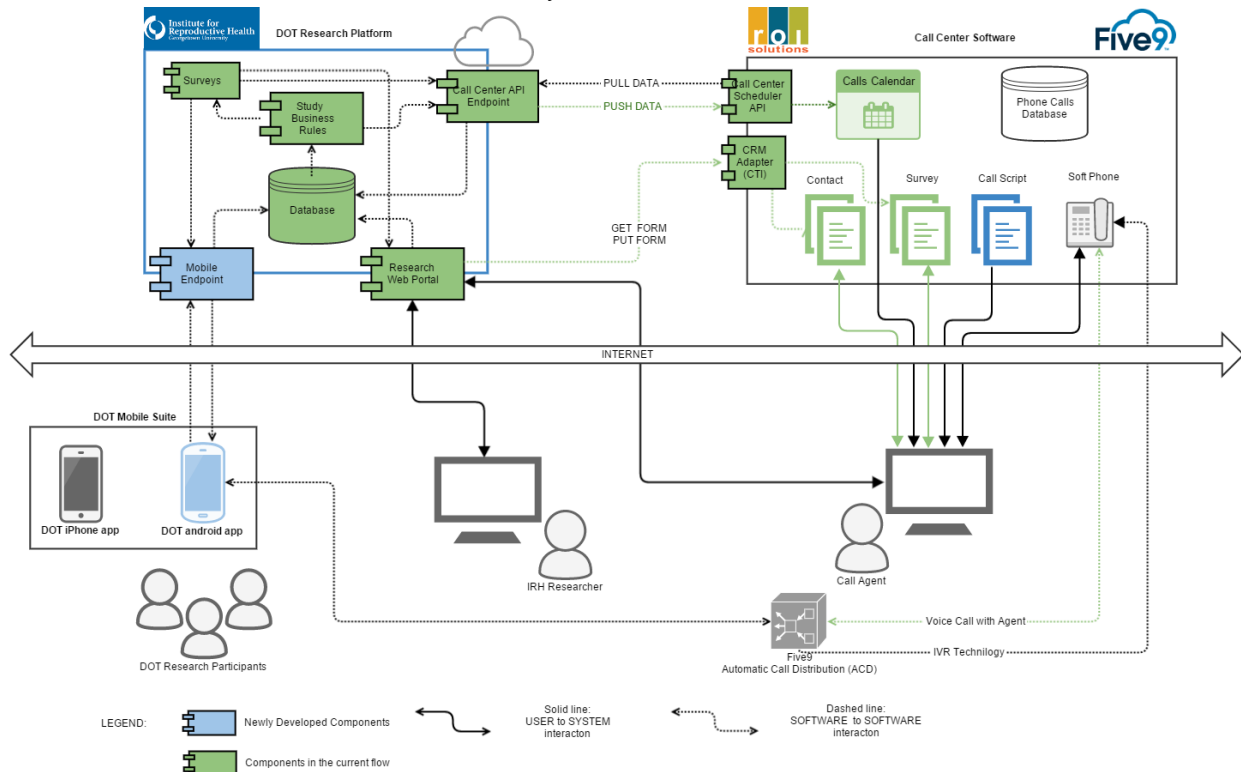 Institute for
Reproductive Health
Georgetown University
DOT Research Platform
roi
solutions
Call Center Software
Five9
Surveys
Call Center API
Endpoint
PULL DATA
PUSH DATA
Call Center
Scheduler
API
Calls Calendar
Phone Calls
Database
Study
Business
Rules
CRM
Adapter
(CTI)
Contact
Survey
Call Script
Soft Phone
Database
GET FORM
PUT FORM
Mobile
Endpoint
Research
Web Portal
INTERNET
DOT Mobile Suite
DOT iPhone app
DOT android app
IRH Researcher
Call Agent
DOT Research Participants
Voice Call with Agent
Five9
Automatic Call Distribution (ACD)
IVR Technilogy
LEGEND:
Newly Developed Components
Solid line:
USER to SYSTEM
interacton
Dashed line:
SOFTWARE to SOFTWARE
interacton
Components in the current flow